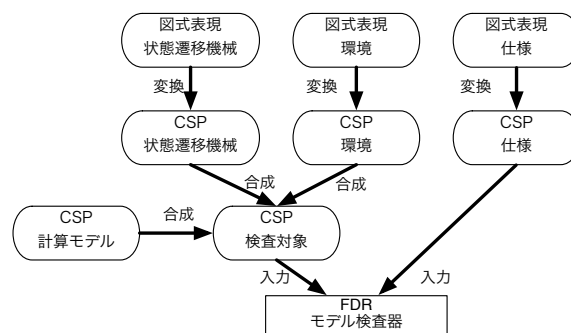 図式表現
状態遷移機械
図式表現
環境
図式表現
仕様
変換
変換
変換
CSP
状態遷移機械
CSP
環境
CSP
仕様
合成
合成
CSP
計算モデル
合成
CSP
検査対象
入力
入力
FDR
モデル検査器